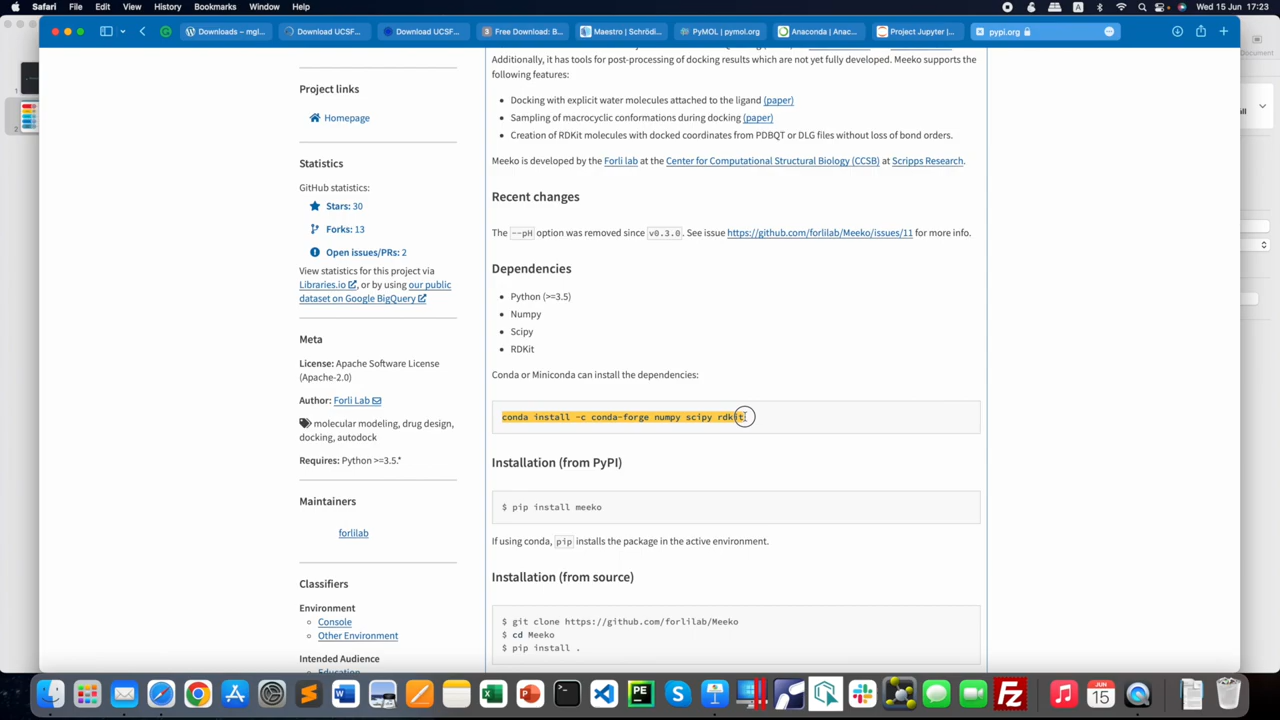 Safari File Edit View History Bookmarks Window Help
Wed 15 Jun 17:23
Downloads – mgl...
Download UCSF...
Download UCSF...
Free Download: B...
Maestro | Schrödi...
PyMOL | pymol.org
Anaconda | Anac...
Project Jupyter |...
pypi.org
Project links
Homepage
Statistics
GitHub statistics:
Stars: 30
Forks: 13
Open issues/PRs: 2
View statistics for this project via
Libraries.io, or by using our public
dataset on Google BigQuery
Meta
License: Apache Software License
(Apache-2.0)
Author: Forli Lab
molecular modeling, drug design,
docking, autodock
Requires: Python >=3.5.*
Maintainers
forlilab
Classifiers
Environment
Console
Other Environment
Intended Audience
Education
Additionally, it has tools for post-processing of docking results which are not yet fully developed. Meeko supports the
following features:
Docking with explicit water molecules attached to the ligand (paper)
Sampling of macrocyclic conformations during docking (paper)
Creation of RDKit molecules with docked coordinates from PDBQT or DLG files without loss of bond orders.
Meeko is developed by the Forli lab at the Center for Computational Structural Biology (CCSB) at Scripps Research.
Recent changes
The --pH option was removed since v0.3.0. See issue https://github.com/forlilab/Meeko/issues/11 for more info.
Dependencies
Python (>=3.5)
Numpy
Scipy
RDKit
Conda or Miniconda can install the dependencies:
conda install -c conda-forge numpy scipy rdkit
Installation (from PyPI)
$ pip install meeko
If using conda, pip installs the package in the active environment.
Installation (from source)
$ git clone https://github.com/forlilab/Meeko
$ cd Meeko
$ pip install .
Document
JUN
15